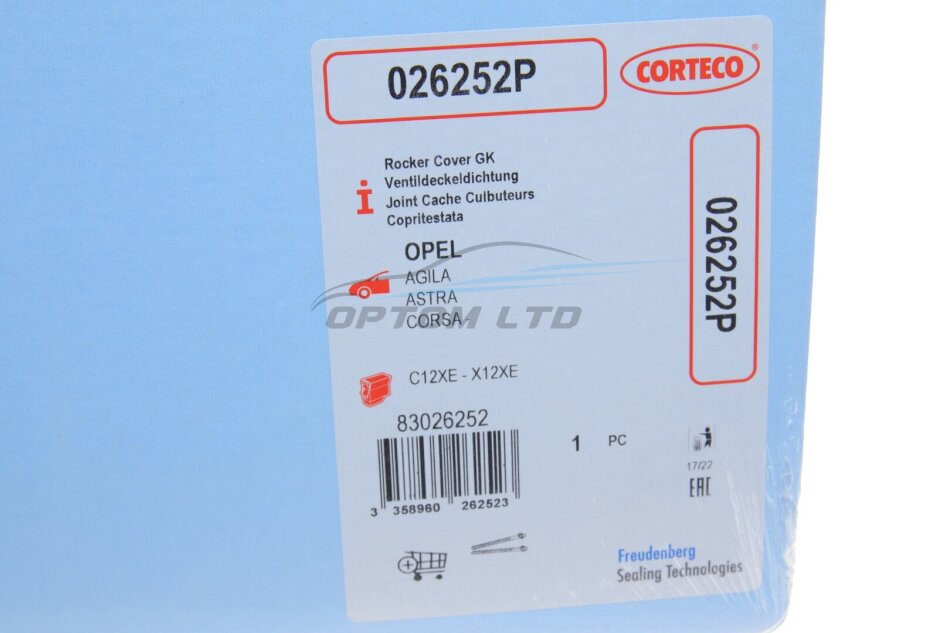 026252P
CORTECO®
026252P
i
Rocker Cover GK
Ventildeckeldichtung
Joint Cache Culbuteurs
Copritestata
OPEL
AGILA
ASTRA
CORSA -
OPTOM LTD
C12XE - X12XE
83026252
1 PC
3 358960 262523
17/22
EAC
Freudenberg
Sealing Technologies